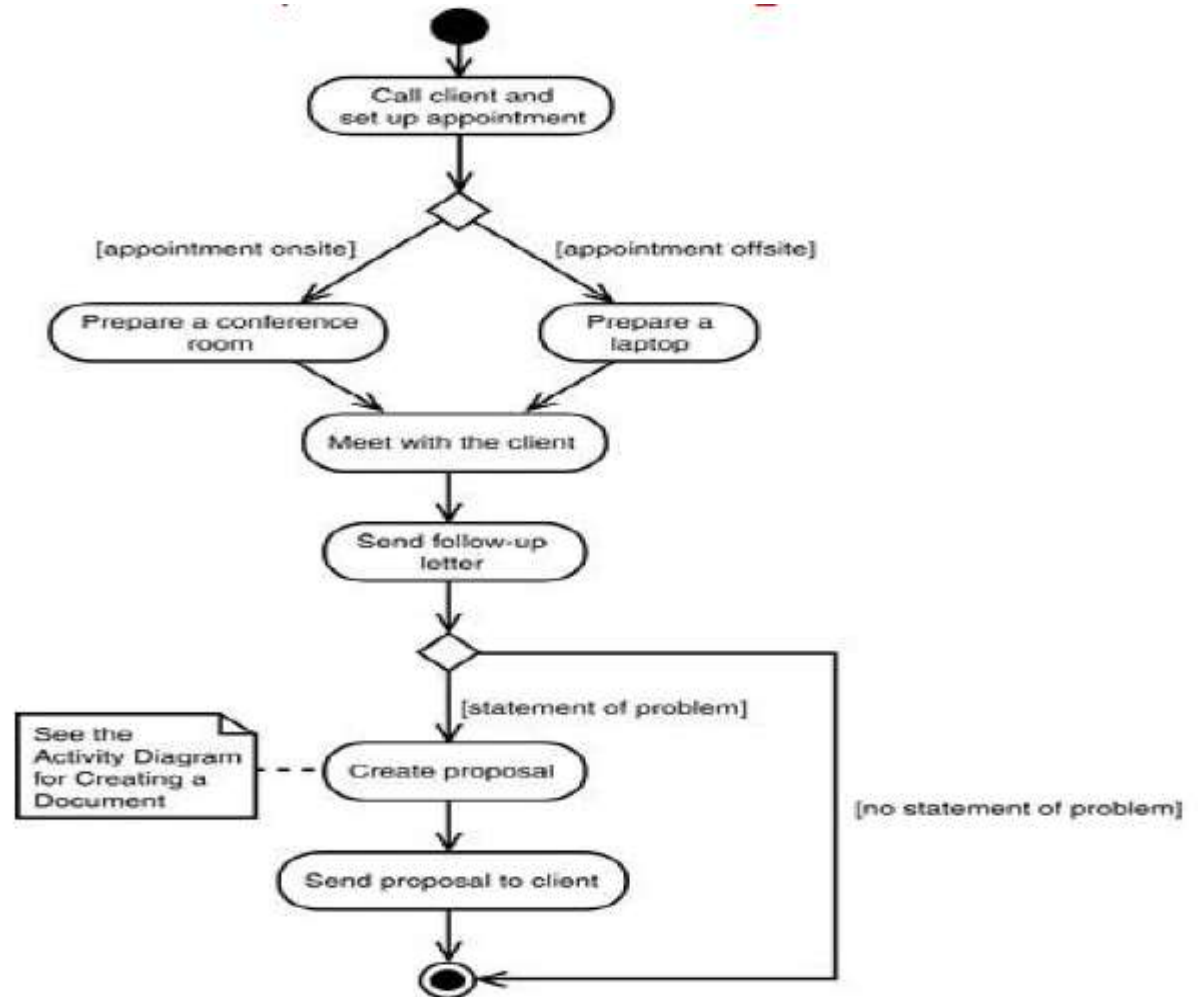 Call client and
set up appointment
[appointment onsite]
[appointment offsite]
Prepare a conference
room
Prepare a
laptop
Meet with the client
Send follow-up
letter
[statement of problem]
See the
Activity Diagram
for Creating a
Document
Create proposal
[no statement of problem]
Send proposal to client